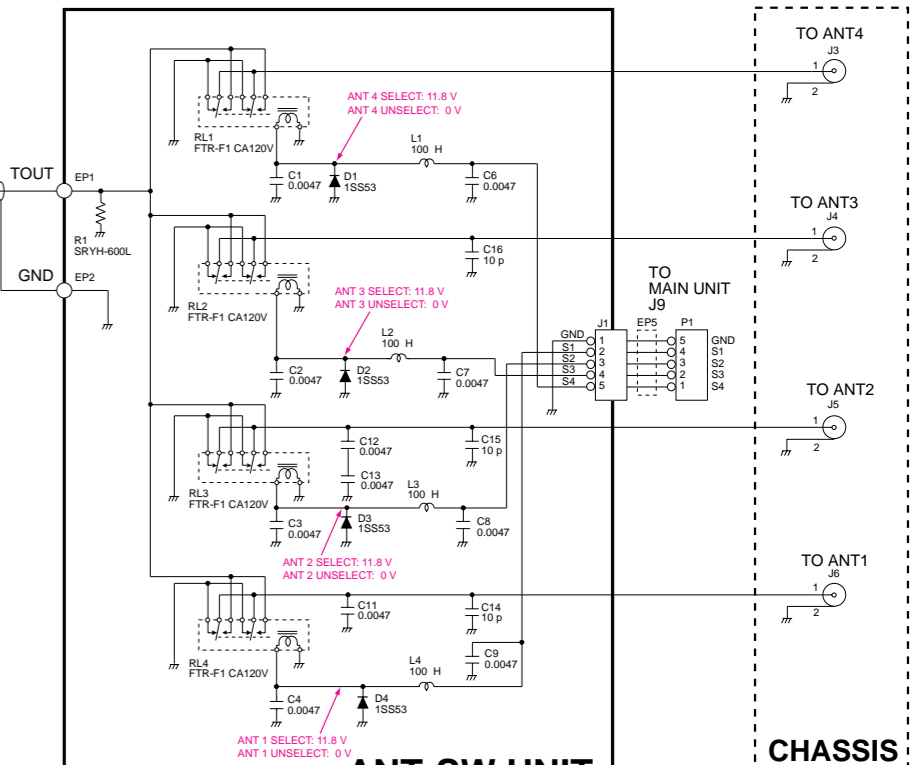 TO ANT4
J3
1
2
ANT 4 SELECT: 11.8 V
ANT 4 UNSELECT: 0 V
RL1
FTR-F1 CA120V
L1
100 H
C1
0.0047
D1
1SS53
C6
0.0047
TOUT
EP1
R1
SRYH-600L
GND
EP2
TO ANT3
J4
1
2
C16
10 p
RL2
FTR-F1 CA120V
ANT 3 SELECT: 11.8 V
ANT 3 UNSELECT: 0 V
L2
100 H
C2
0.0047
D2
1SS53
C7
0.0047
TO
MAIN UNIT
J9
J1
EP5
P1
GND 1 5 GND
S1 2 4 S1
S2 3 3 S2
S3 4 2 S3
S4 5 1 S4
TO ANT2
J5
1
2
C12
0.0047
C15
10 p
C13
0.0047
RL3
FTR-F1 CA120V
L3
100 H
C3
0.0047
D3
1SS53
C8
0.0047
ANT 2 SELECT: 11.8 V
ANT 2 UNSELECT: 0 V
TO ANT1
J6
1
2
C11
0.0047
C14
10 p
RL4
FTR-F1 CA120V
C9
0.0047
L4
100 H
C4
0.0047
D4
1SS53
ANT 1 SELECT: 11.8 V
ANT 1 UNSELECT: 0 V
ANT SW UNIT
CHASSIS